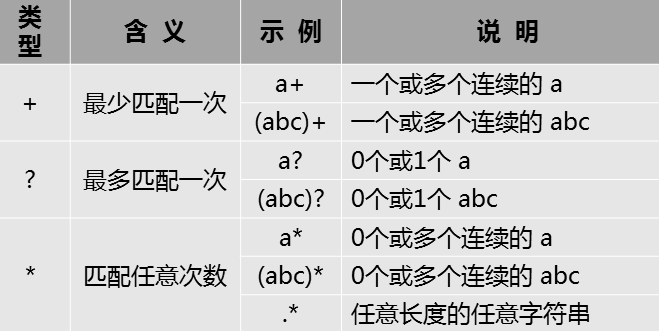 类型 含义 示例 说明
+ 最少匹配一次 a+ 一个或多个连续的 a
(abc)+ 一个或多个连续的 abc
? 最多匹配一次 a? 0个或1个 a
(abc)? 0个或1个 abc
* 匹配任意次数 a* 0个或多个连续的 a
(abc)* 0个或多个连续的 abc
.* 任意长度的任意字符串